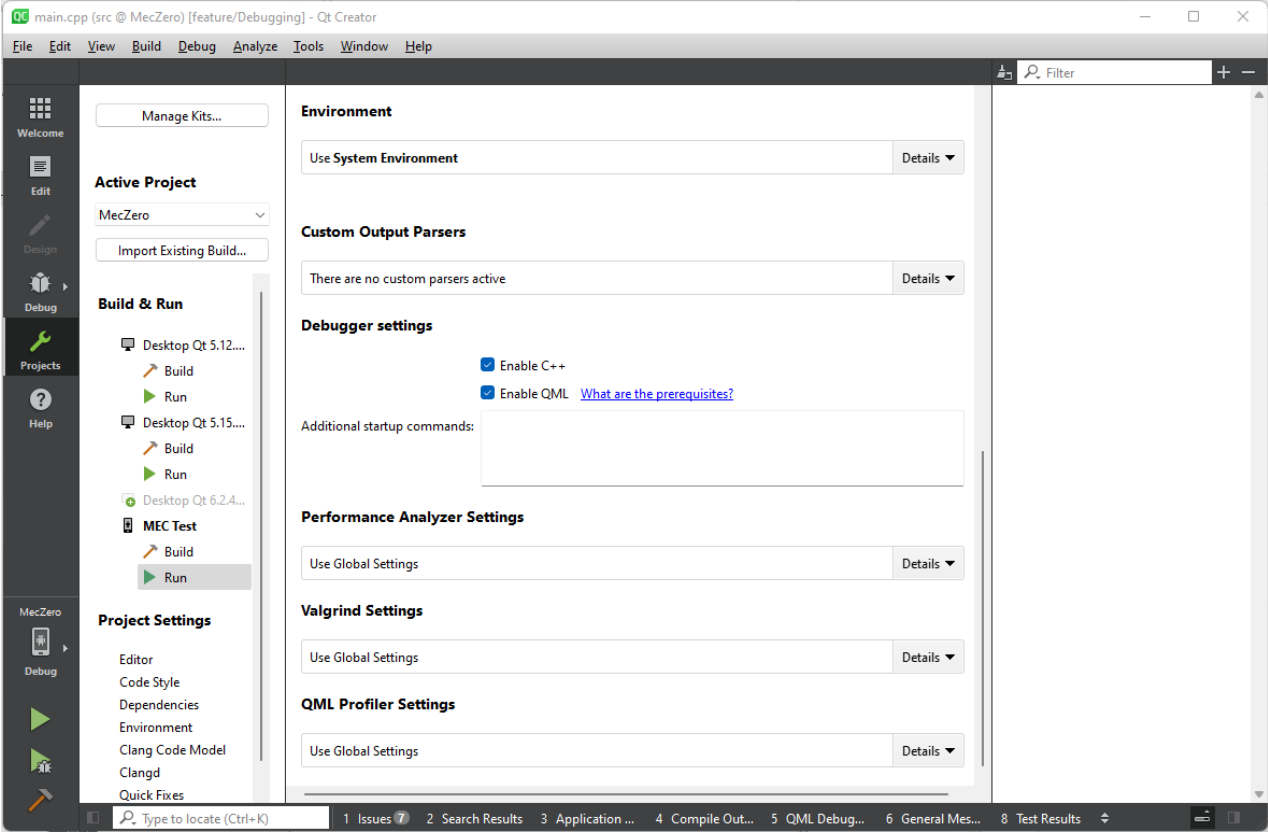 QC main.cpp (src @ MecZero) [feature/Debugging] - Qt Creator
File Edit View Build Debug Analyze Tools Window Help
Filter
Welcome
Edit
Design
Debug
Projects
Help
MecZero
Debug
Manage Kits...
Active Project
MecZero
Import Existing Build...
Build & Run
Desktop Qt 5.12....
Build
Run
Desktop Qt 5.15....
Build
Run
Desktop Qt 6.2.4...
MEC Test
Build
Run
Project Settings
Editor
Code Style
Dependencies
Environment
Clang Code Model
Clangd
Quick Fixes
Environment
Use System Environment Details
Custom Output Parsers
There are no custom parsers active Details
Debugger settings
Enable C++
Enable QML What are the prerequisites?
Additional startup commands:
Performance Analyzer Settings
Use Global Settings Details
Valgrind Settings
Use Global Settings Details
QML Profiler Settings
Use Global Settings Details
Type to locate (Ctrl+K) 1 Issues 7 2 Search Results 3 Application ... 4 Compile Out... 5 QML Debug... 6 General Mes... 8 Test Results